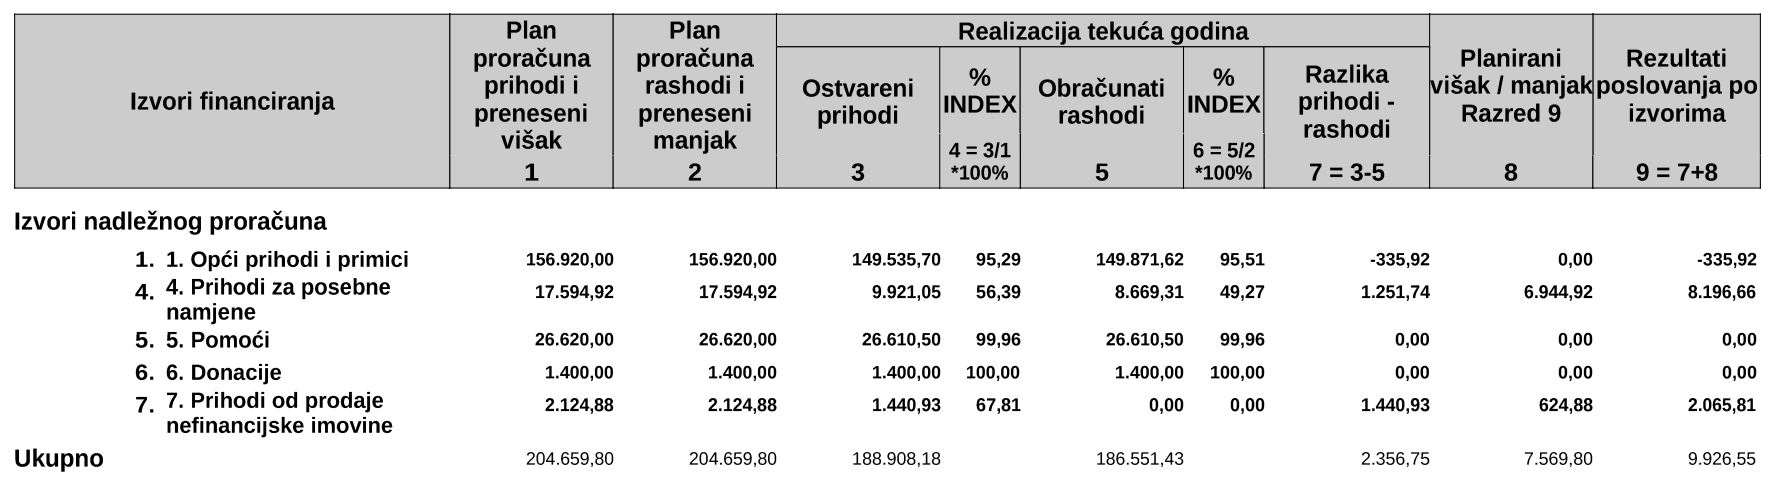 Izvori financiranja
Plan
proračuna
prihodi i
preneseni
višak
1
Plan
proračuna
rashodi i
preneseni
manjak
2
Realizacija tekuća godina
Ostvareni
prihodi
3
%
INDEX
4 = 3/1
*100%
Obračunati
rashodi
5
%
INDEX
6 = 5/2
*100%
Razlika
prihodi -
rashodi
7 = 3-5
Planirani
višak / manjak
Razred 9
8
Rezultati
poslovanja po
izvorima
9 = 7+8
Izvori nadležnog proračuna
1. 1. Opći prihodi i primici 156.920,00 156.920,00 149.535,70 95,29 149.871,62 95,51 -335,92 0,00 -335,92
4. 4. Prihodi za posebne 17.594,92 17.594,92 9.921,05 56,39 8.669,31 49,27 1.251,74 6.944,92 8.196,66
namjene
5. 5. Pomoći 26.620,00 26.620,00 26.610,50 99,96 26.610,50 99,96 0,00 0,00 0,00
6. 6. Donacije 1.400,00 1.400,00 1.400,00 100,00 1.400,00 100,00 0,00 0,00 0,00
7. 7. Prihodi od prodaje 2.124,88 2.124,88 1.440,93 67,81 0,00 0,00 1.440,93 624,88 2.065,81
nefinancijske imovine
Ukupno 204.659,80 204.659,80 188.908,18 186.551,43 2.356,75 7.569,80 9.926,55